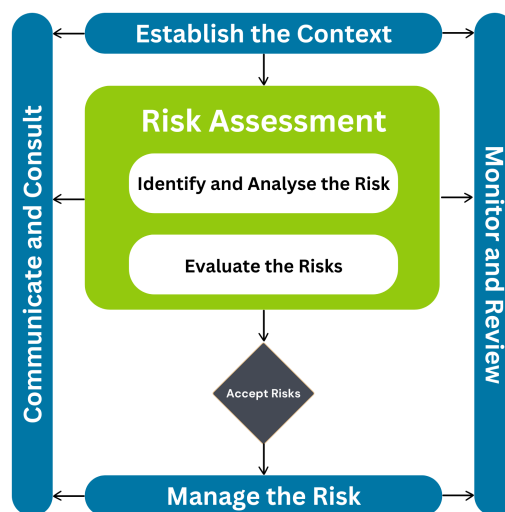 Establish the Context
Communicate and Consult
Risk Assessment
Identify and Analyse the Risk
Evaluate the Risks
Monitor and Review
Accept Risks
Manage the Risk